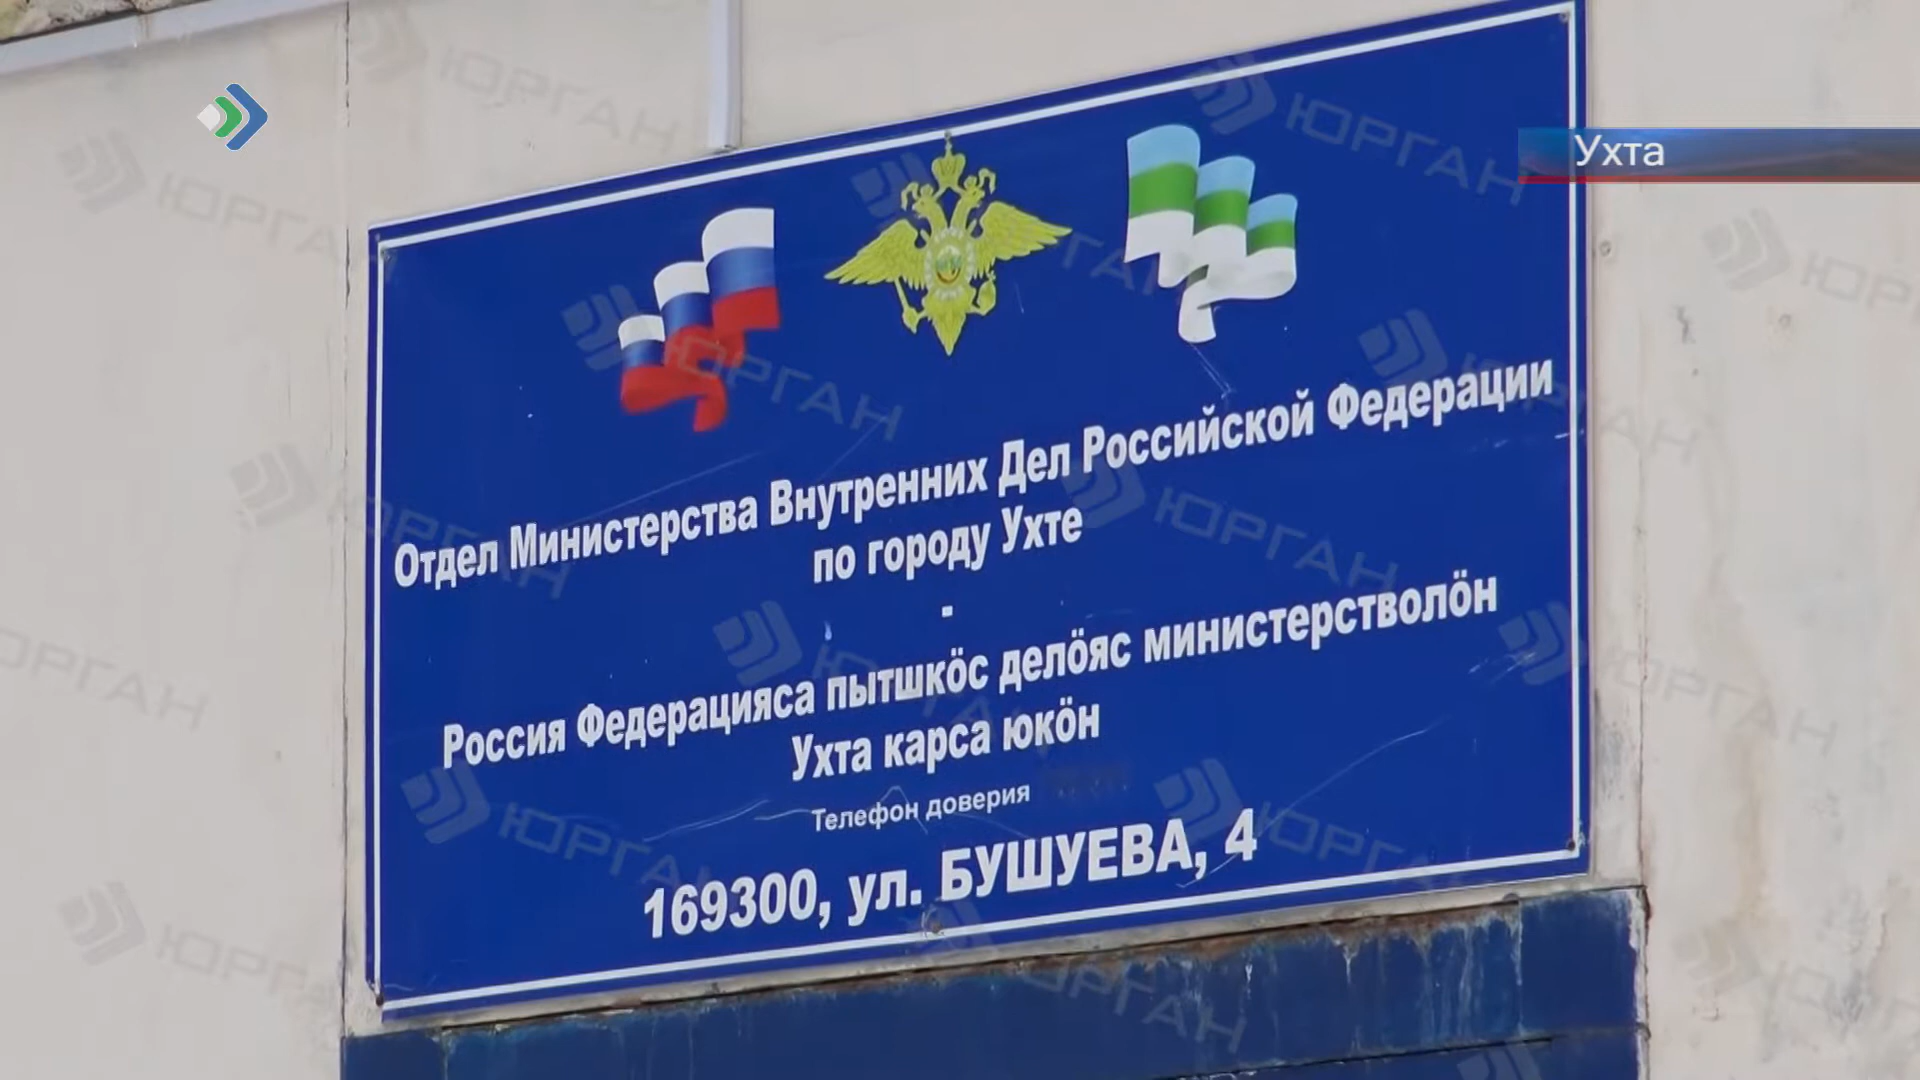 Ухта
Отдел Министерства Внутренних Дел Российской Федерации
по городу Ухте
-
Россия Федерацияса пытшкӧс делӧяс министерстволӧн
Ухта карса юкӧн
Телефон доверия
169300, ул. БУШУЕВА, 4
ЮРГАН